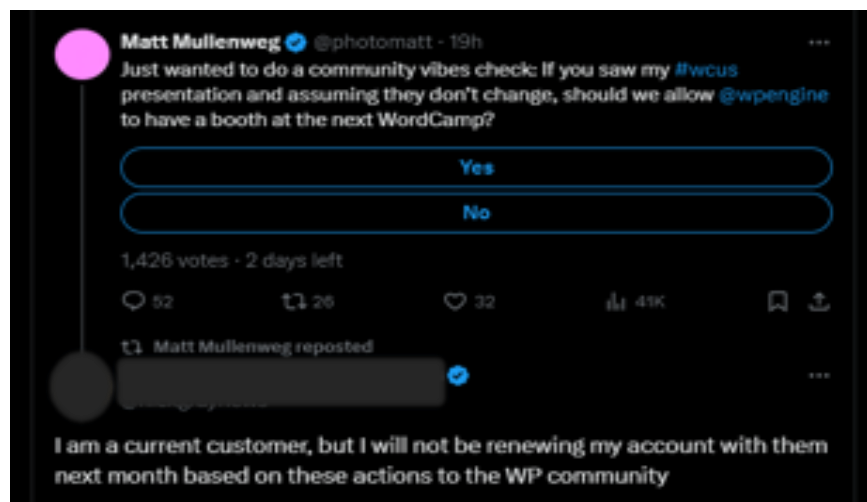 Matt Mullenweg @photomatt · 19h
Just wanted to do a community vibes check: If you saw my #wcus
presentation and assuming they don't change, should we allow @wpengine
to have a booth at the next WordCamp?
Yes
No
1,426 votes · 2 days left
52 26 32 41K
Matt Mullenweg reposted
I am a current customer, but I will not be renewing my account with them
next month based on these actions to the WP community